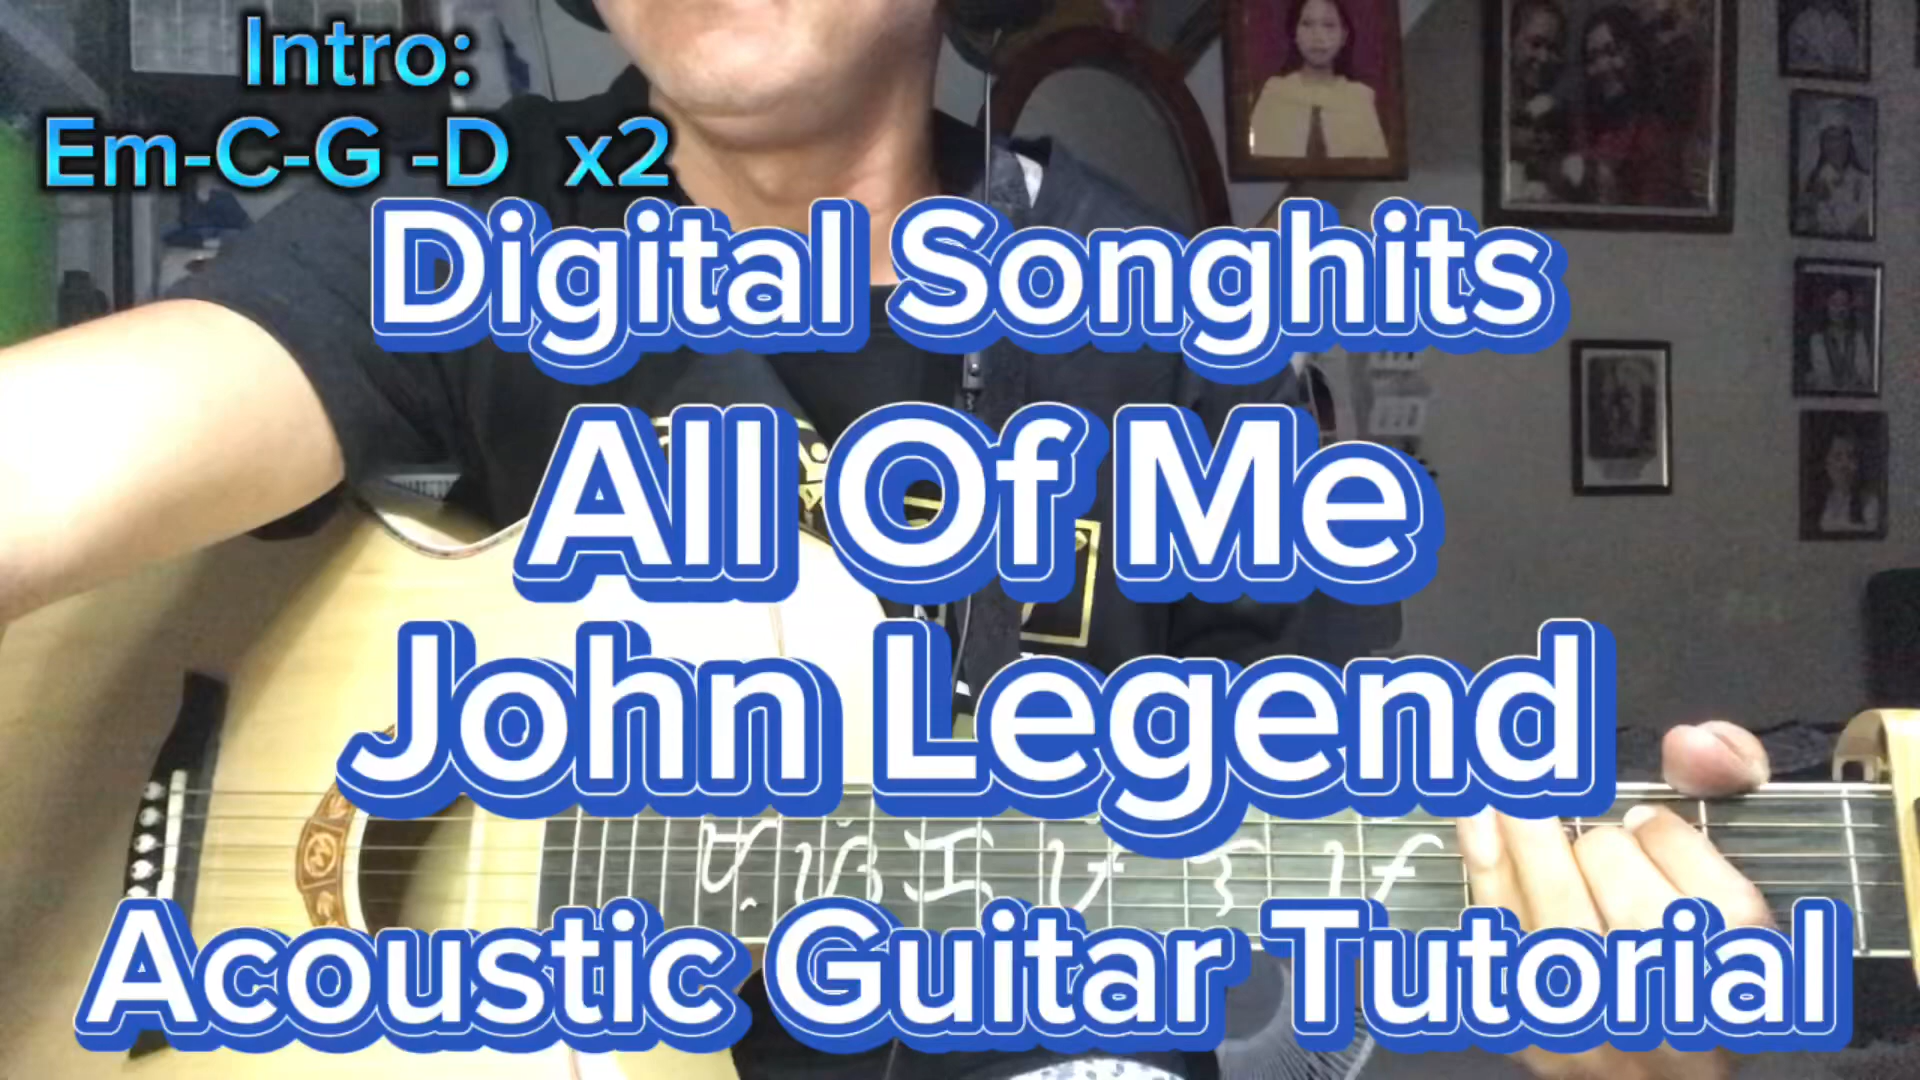 Intro:
Em-C-G -D x2
Digital Songhits
All Of Me
John Legend
Acoustic Guitar Tutorial